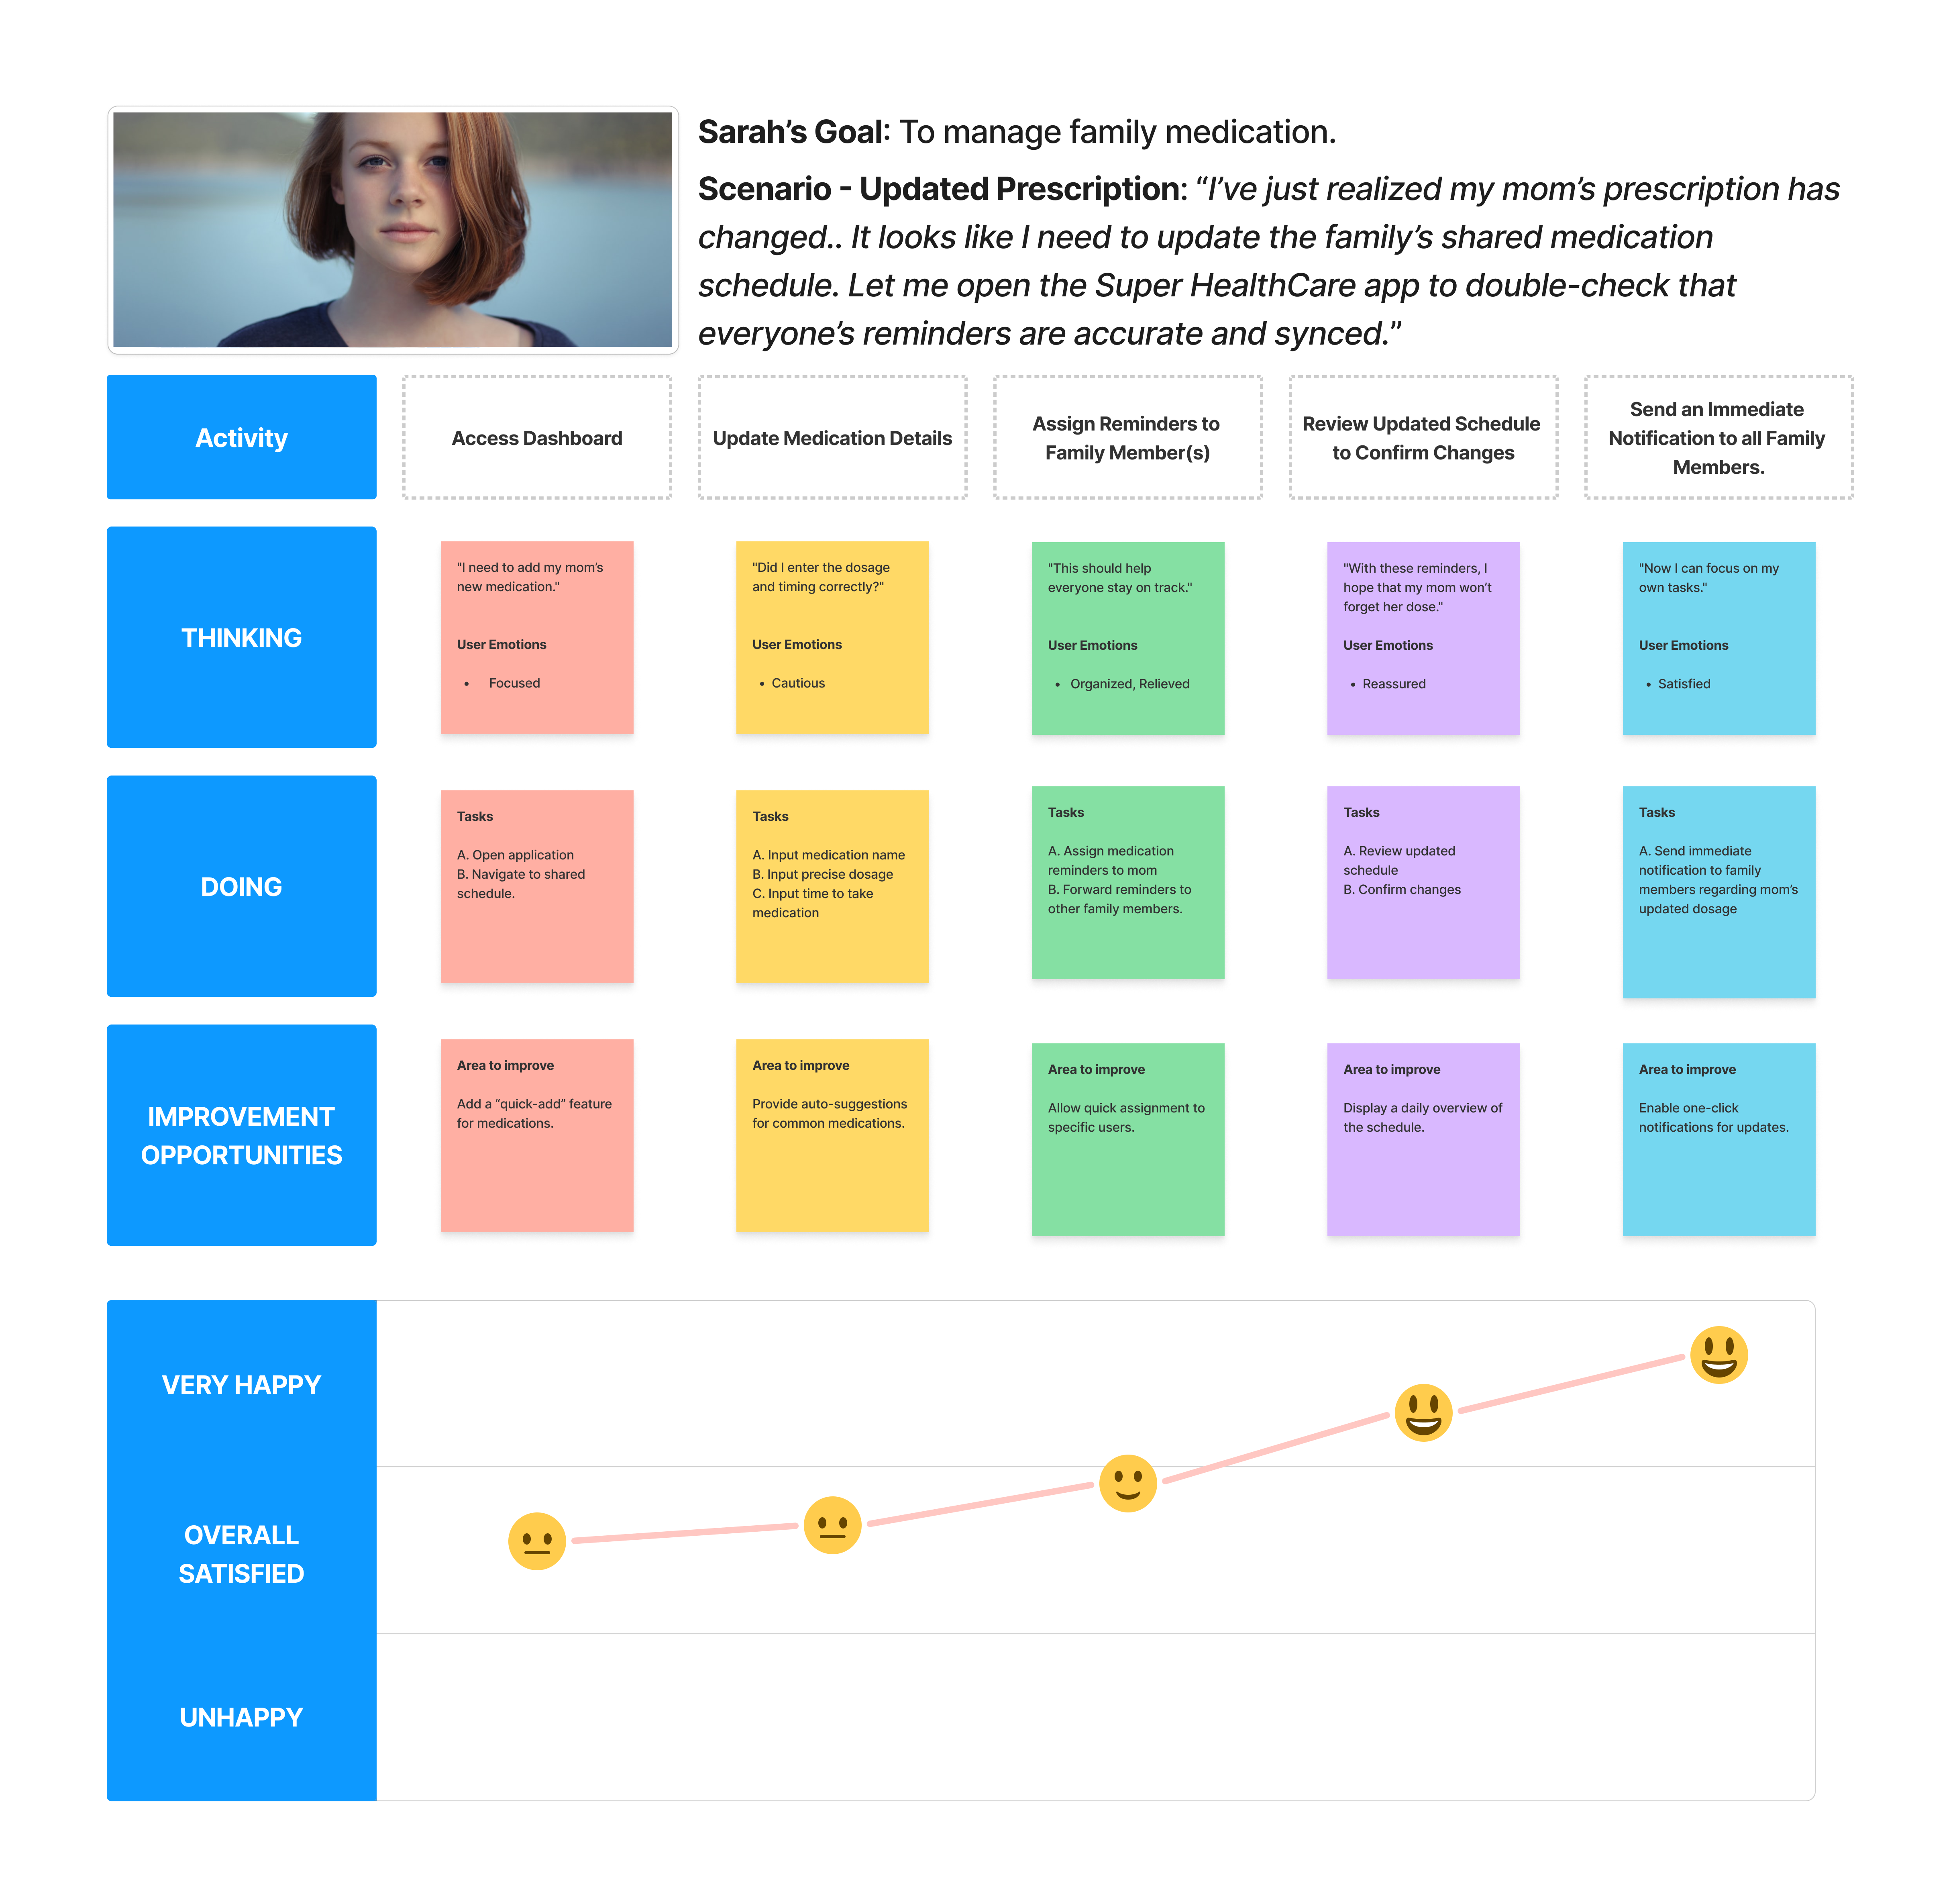 Sarah’s Goal: To manage family medication.
Scenario - Updated Prescription: “I’ve just realized my mom’s prescription has
changed.. It looks like I need to update the family’s shared medication
schedule. Let me open the Super HealthCare app to double-check that
everyone’s reminders are accurate and synced.”
Activity
Access Dashboard
Update Medication Details
Assign Reminders to
Family Member(s)
Review Updated Schedule
to Confirm Changes
Send an Immediate
Notification to all Family
Members.
THINKING
"I need to add my mom’s
new medication."
User Emotions
• Focused
"Did I enter the dosage
and timing correctly?"
User Emotions
• Cautious
"This should help
everyone stay on track."
User Emotions
• Organized, Relieved
"With these reminders, I
hope that my mom won’t
forget her dose."
User Emotions
• Reassured
"Now I can focus on my
own tasks."
User Emotions
• Satisfied
DOING
Tasks
A. Open application
B. Navigate to shared
schedule.
Tasks
A. Input medication name
B. Input precise dosage
C. Input time to take
medication
Tasks
A. Assign medication
reminders to mom
B. Forward reminders to
other family members.
Tasks
A. Review updated
schedule
B. Confirm changes
Tasks
A. Send immediate
notification to family
members regarding mom’s
updated dosage
IMPROVEMENT
OPPORTUNITIES
Area to improve
Add a “quick-add” feature
for medications.
Area to improve
Provide auto-suggestions
for common medications.
Area to improve
Allow quick assignment to
specific users.
Area to improve
Display a daily overview of
the schedule.
Area to improve
Enable one-click
notifications for updates.
VERY HAPPY
OVERALL
SATISFIED
UNHAPPY